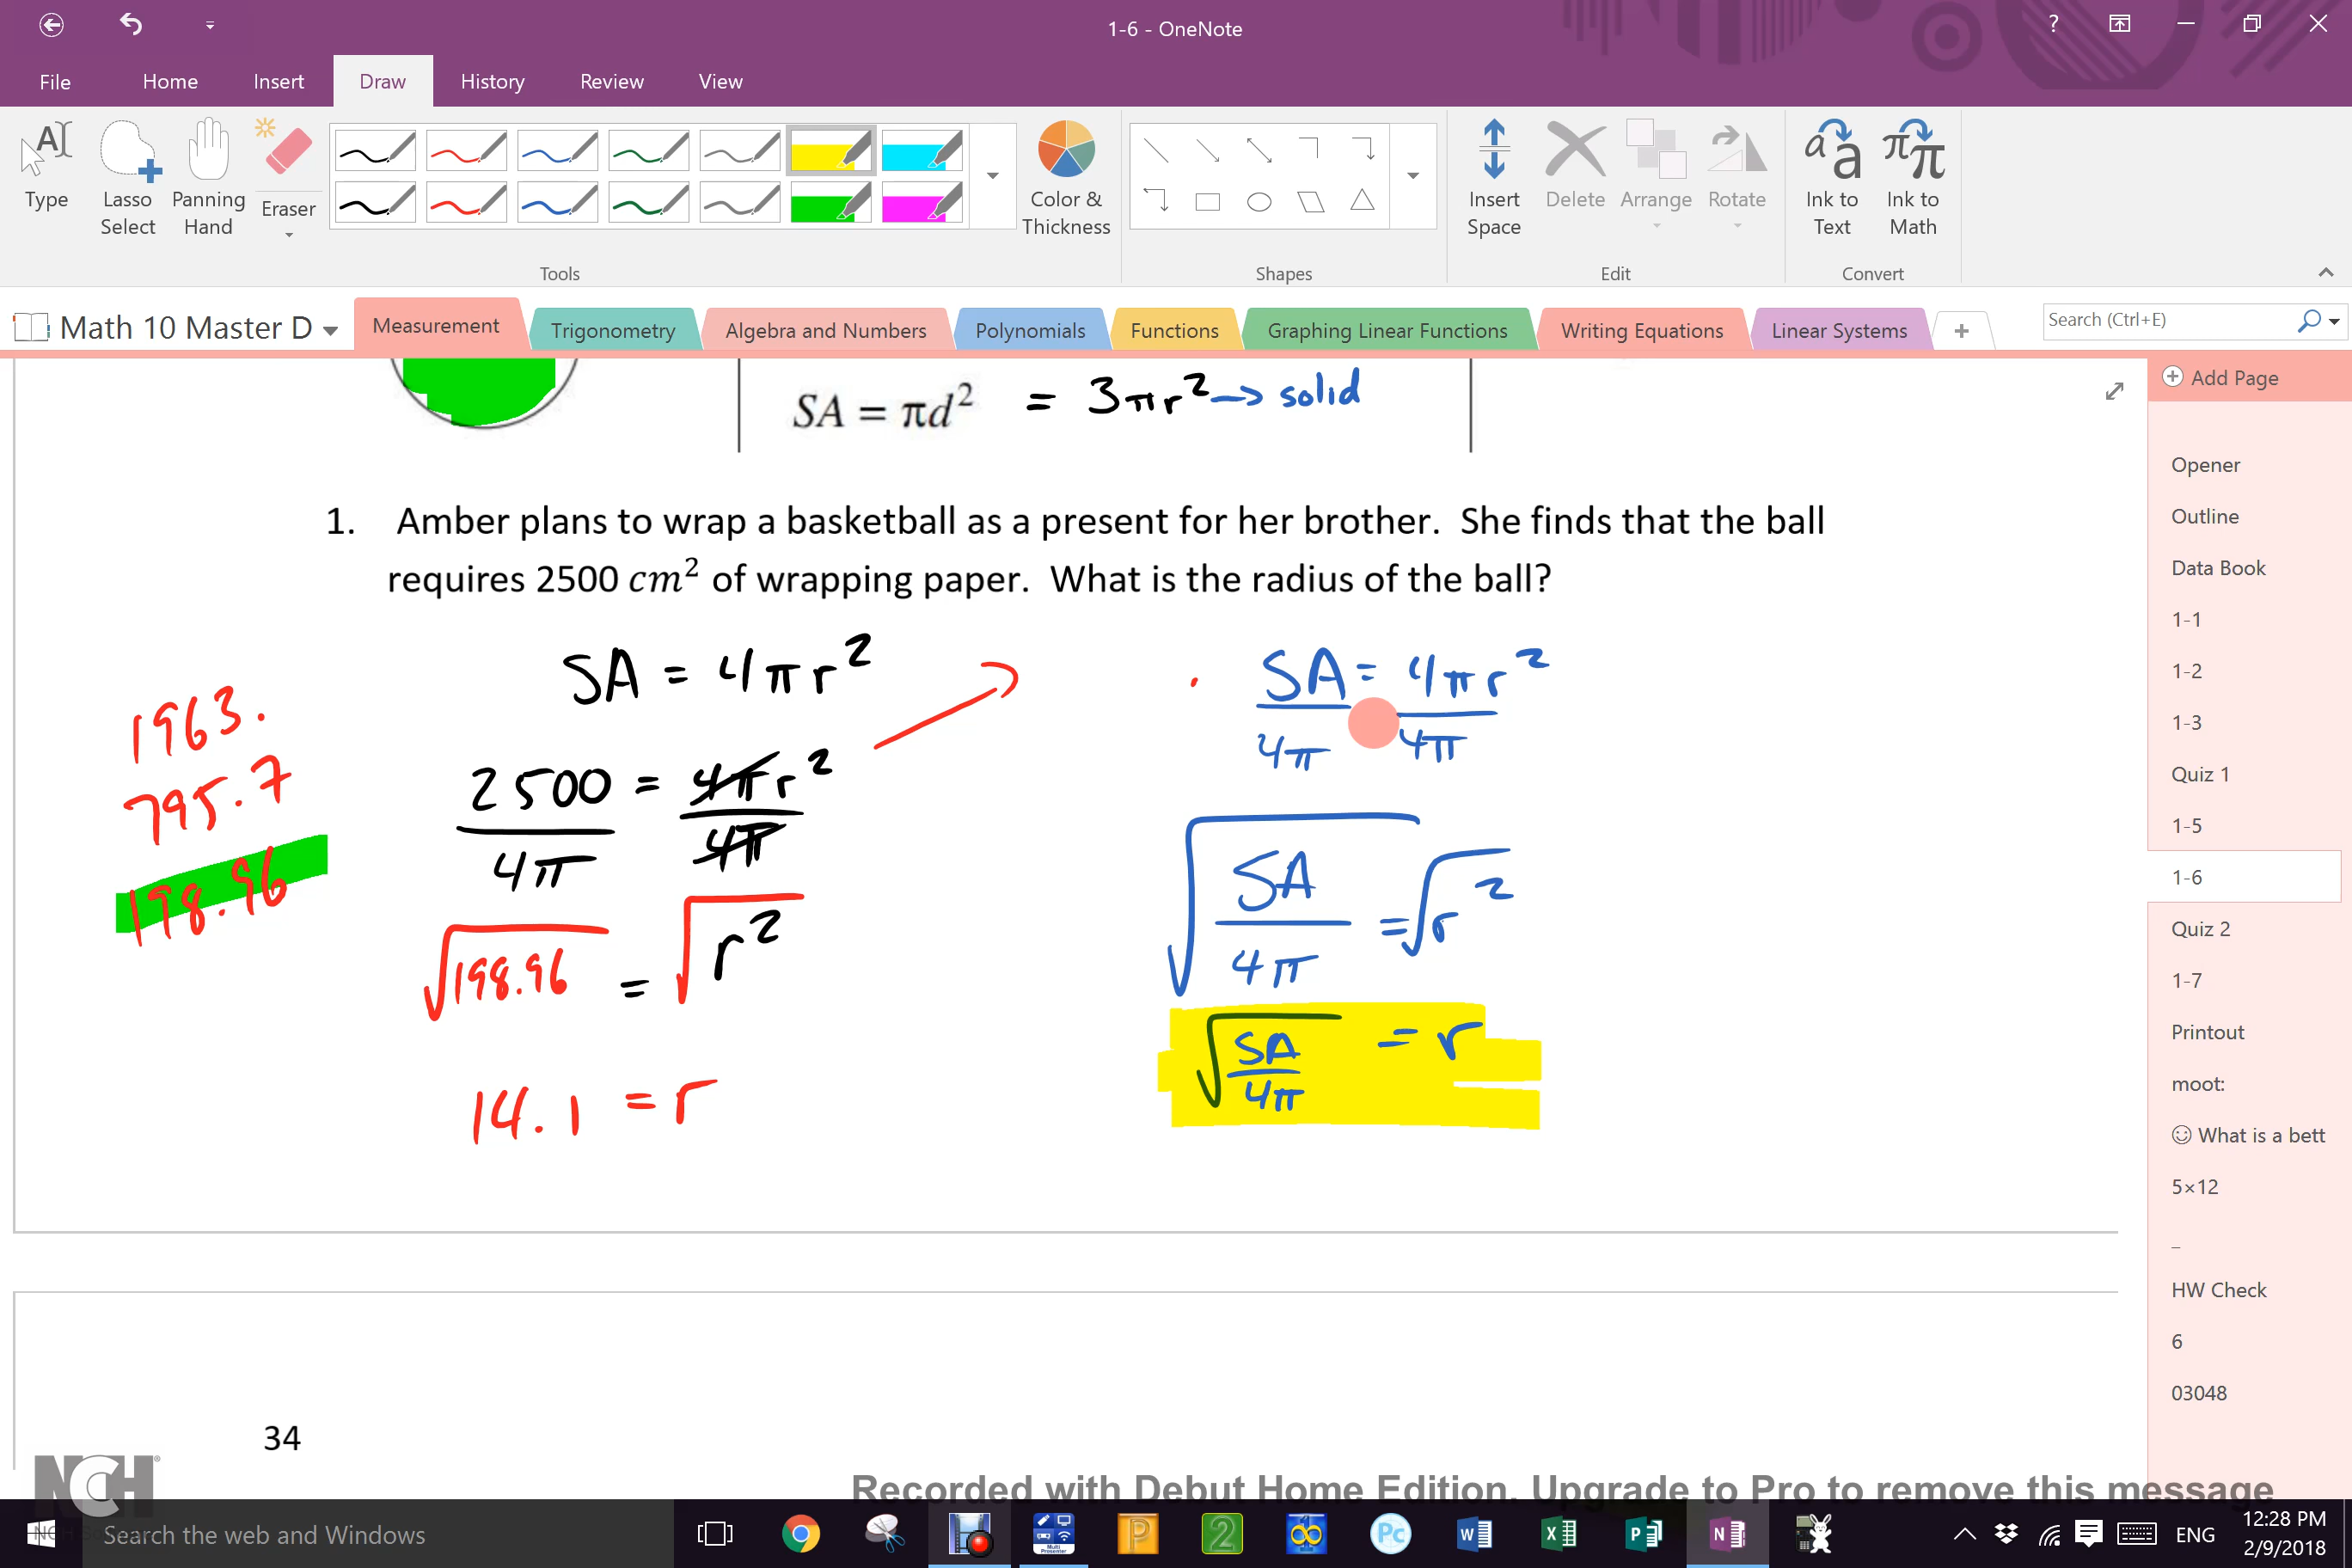 1-6 - OneNote
?
File Home Insert Draw History Review View
Type
Lasso Select
Panning Hand
Eraser
Color & Thickness
Insert Space
Delete
Arrange
Rotate
Ink to Text
Ink to Math
Tools Shapes Edit Convert
Math 10 Master D
Measurement Trigonometry Algebra and Numbers Polynomials Functions Graphing Linear Functions Writing Equations Linear Systems +
Search (Ctrl+E)
Add Page
Opener
Outline
Data Book
1-1
1-2
1-3
Quiz 1
1-5
1-6
Quiz 2
1-7
Printout
moot:
☺ What is a bett
5×12
_
HW Check
6
03048
SA = πd² = 3πr² → solid
1. Amber plans to wrap a basketball as a present for her brother. She finds that the ball
requires 2500 cm² of wrapping paper. What is the radius of the ball?
SA = 4πr²
2500/4π = 4πr²/4π
√198.96 = √r²
14.1 = r
1963.
795.7
198.96
SA/4π = 4πr²/4π
√(SA/4π) = √r²
√(SA/4π) = r
34
NCH
Recorded with Debut Home Edition. Upgrade to Pro to remove this message
Search the web and Windows
ENG
12:28 PM
2/9/2018